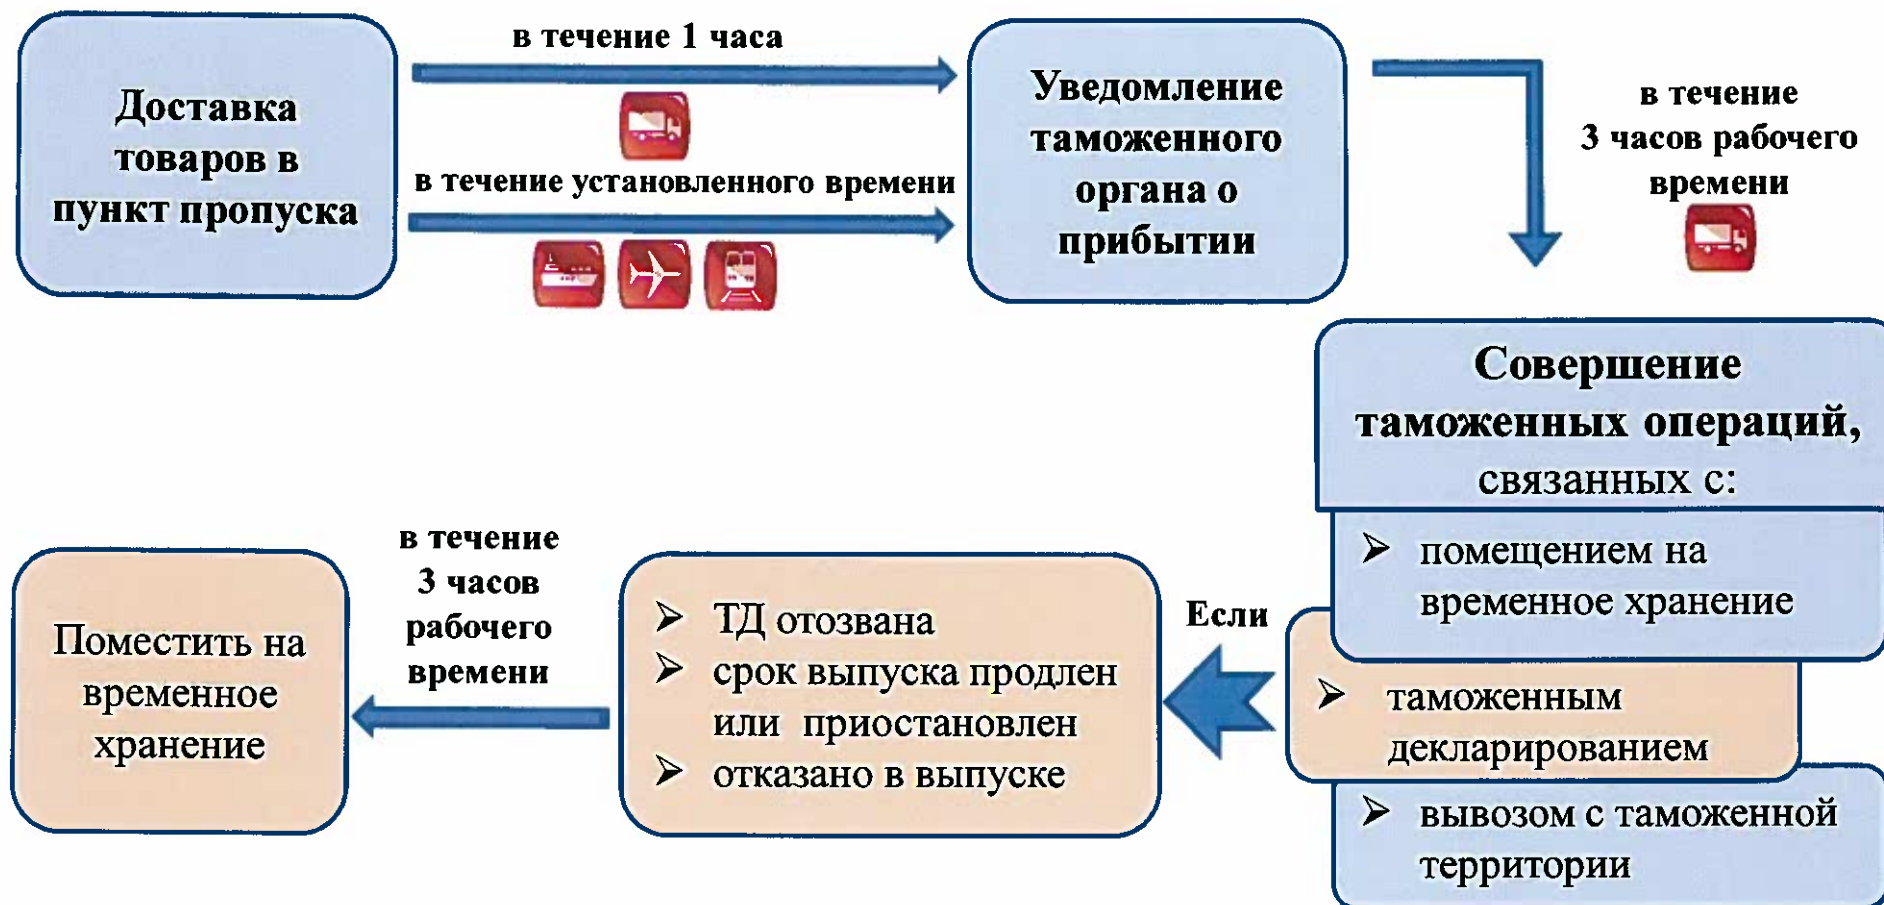 Доставка
товаров в
пункт пропуска
в течение 1 часа
в течение установленного времени
Уведомление
таможенного
органа о
прибытии
в течение
3 часов рабочего
времени
Совершение
таможенных операций,
связанных с:
➢ помещением на
временное хранение
➢ таможенным
декларированием
➢ вывозом с таможенной
территории
Если
➢ ТД отозвана
➢ срок выпуска продлен
или приостановлен
➢ отказано в выпуске
в течение
3 часов
рабочего
времени
Поместить на
временное
хранение